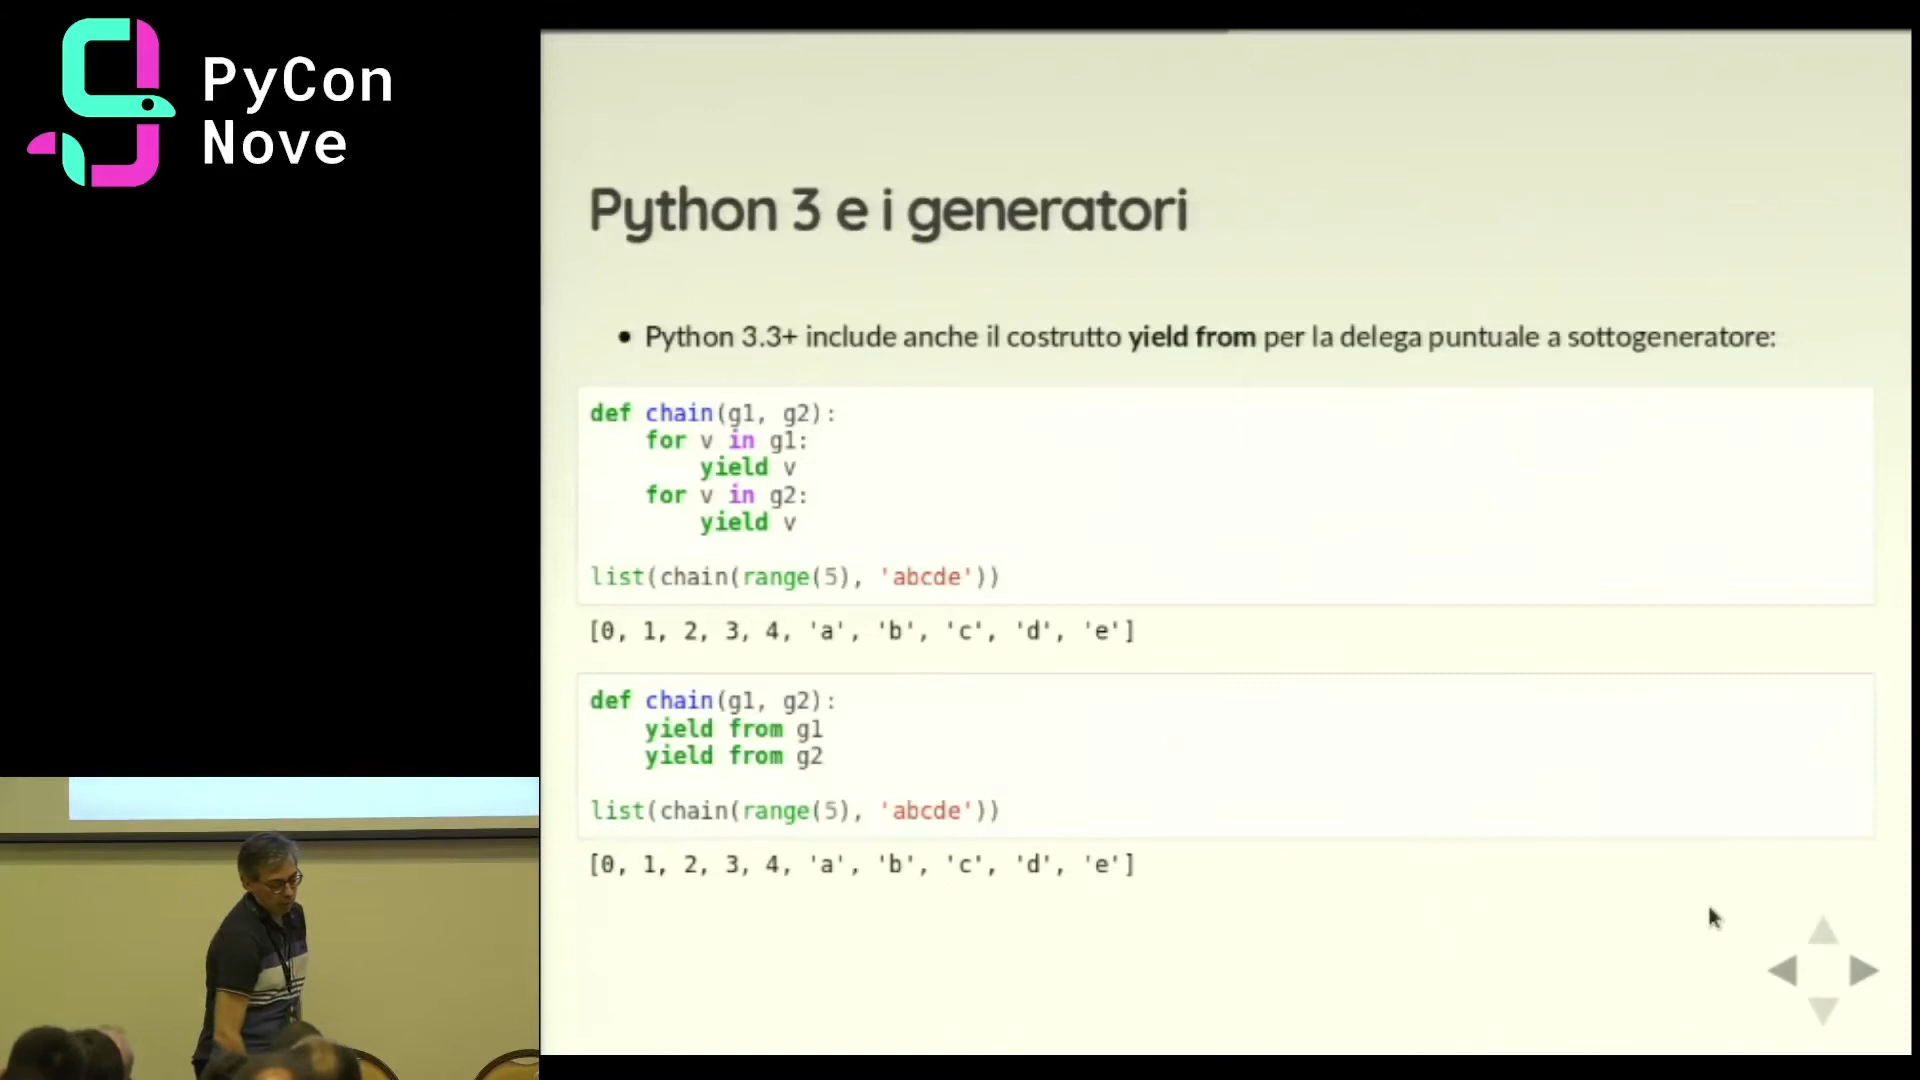 PyCon
Nove
Python 3 e i generatori
• Python 3.3+ include anche il costrutto yield from per la delega puntuale a sottogeneratore:
def chain(g1, g2):
    for v in g1:
        yield v
    for v in g2:
        yield v
list(chain(range(5), 'abcde'))
[0, 1, 2, 3, 4, 'a', 'b', 'c', 'd', 'e']
def chain(g1, g2):
    yield from g1
    yield from g2
list(chain(range(5), 'abcde'))
[0, 1, 2, 3, 4, 'a', 'b', 'c', 'd', 'e']